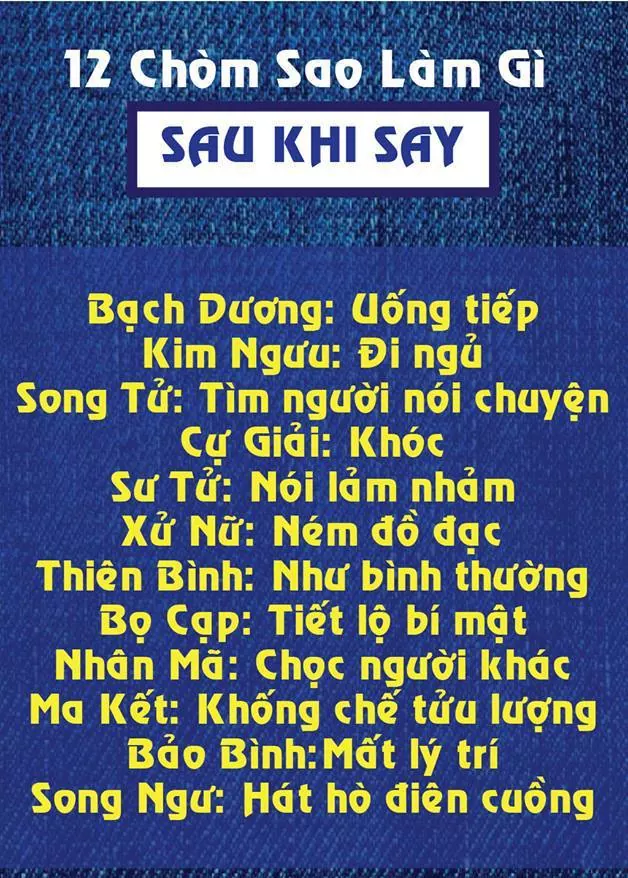 12 Chòm Sao Làm Gì
SAU KHI SAY
Bạch Dương: Uống tiếp
Kim Ngưu: Đi ngủ
Song Tử: Tìm người nói chuyện
Cự Giải: Khóc
Sư Tử: Nói lảm nhảm
Xử Nữ: Ném đồ đạc
Thiên Bình: Như bình thường
Bọ Cạp: Tiết lộ bí mật
Nhân Mã: Chọc người khác
Ma Kết: Khống chế tửu lượng
Bảo Bình:Mất lý trí
Song Ngư: Hát hò điên cuồng